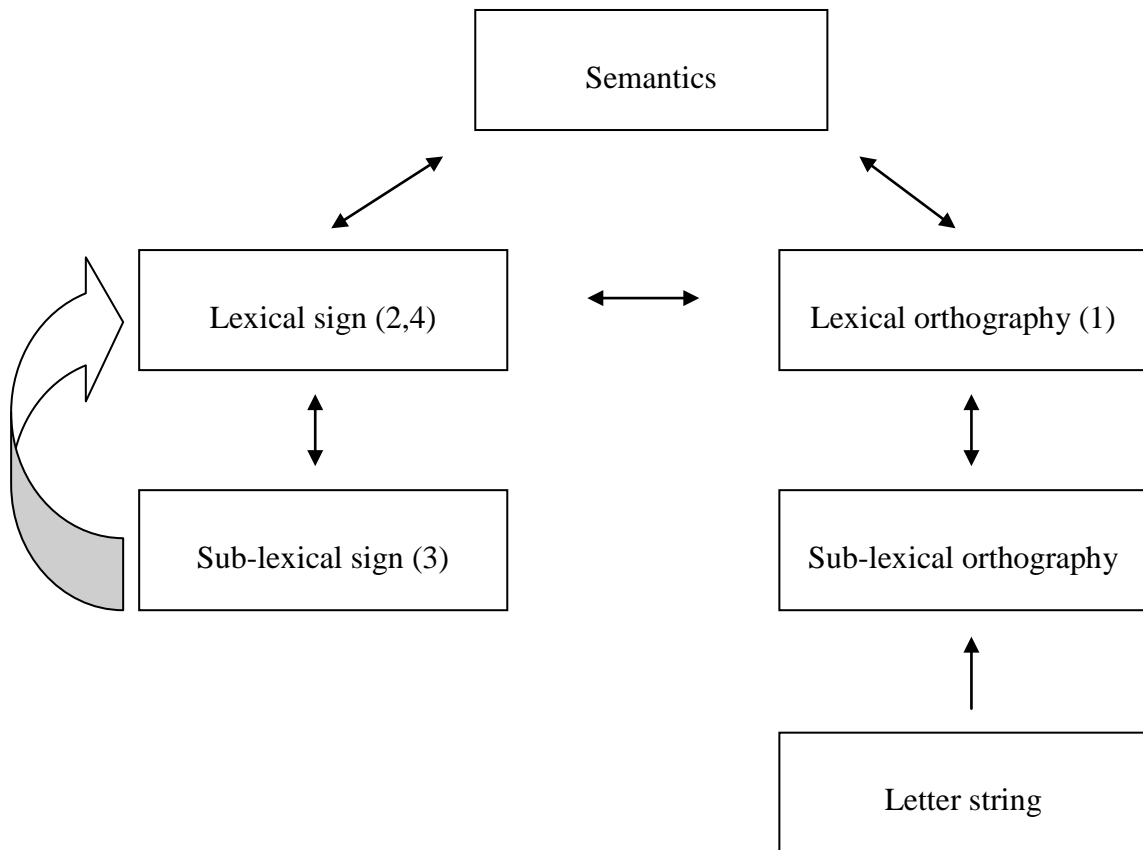 Semantics
Lexical sign (2,4)
Lexical orthography (1)
Sub-lexical sign (3)
Sub-lexical orthography
Letter string